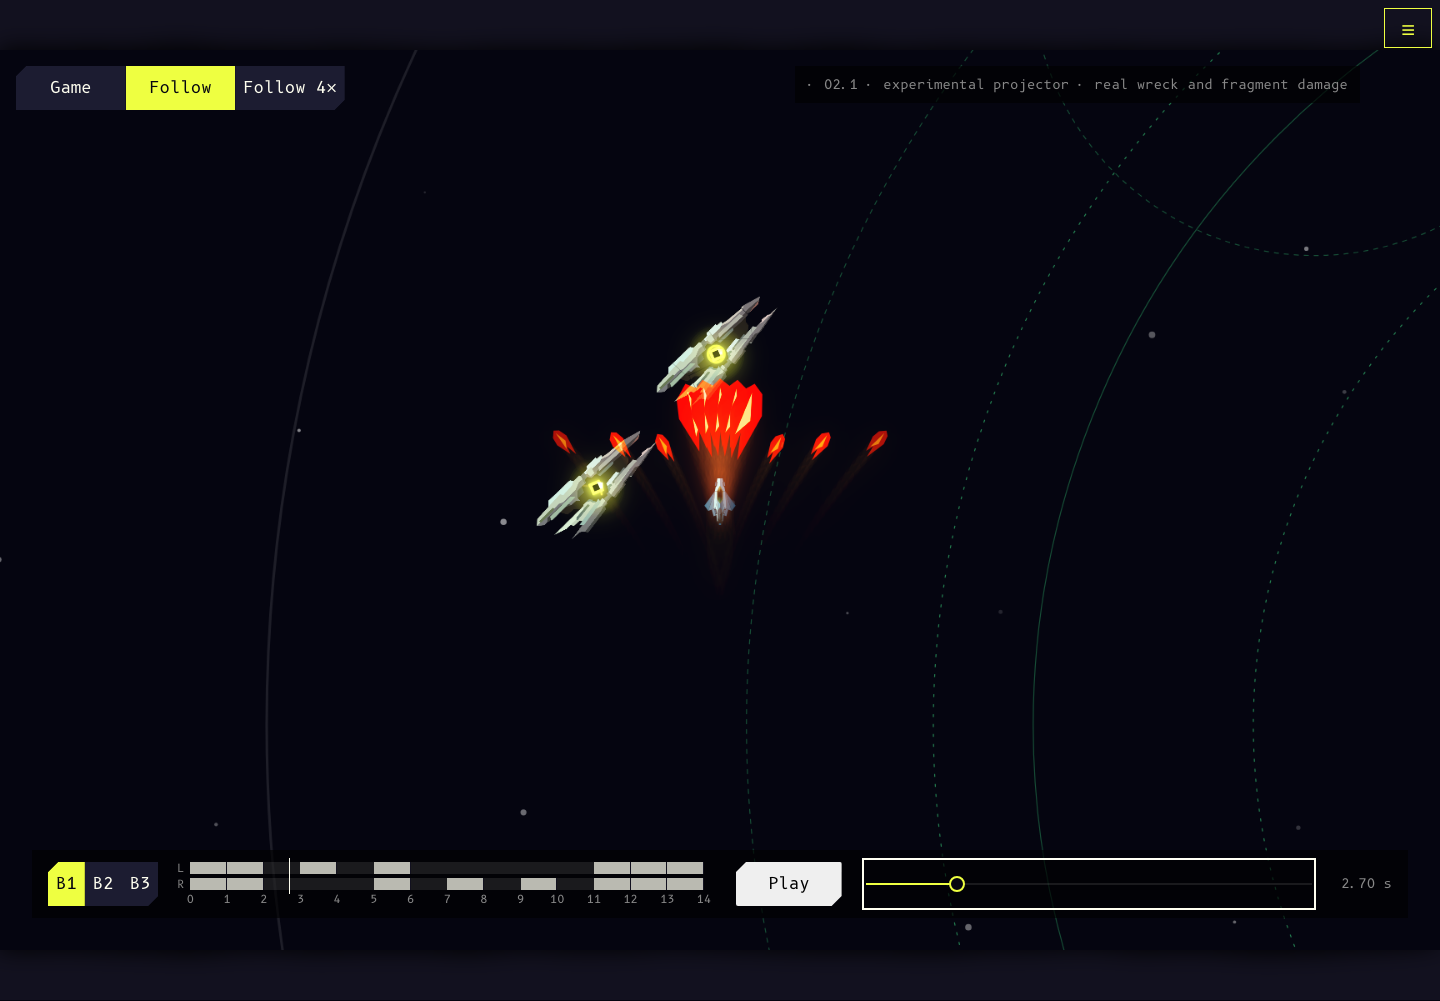 ≡
Game Follow Follow 4×
· O2.1 · experimental projector · real wreck and fragment damage
B1 B2 B3
L
R
0 1 2 3 4 5 6 7 8 9 10 11 12 13 14
Play
2.70 s